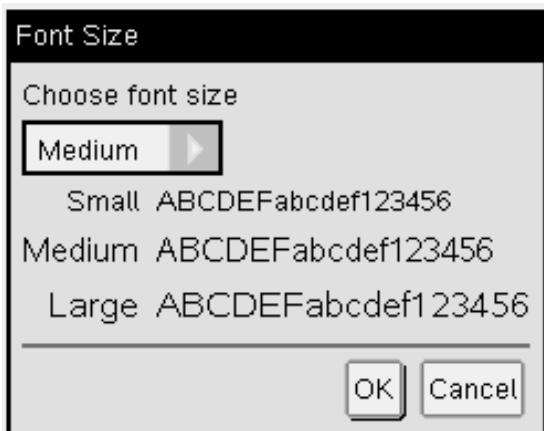 Font Size
Choose font size
Medium
Small ABCDEFabcdef123456
Medium ABCDEFabcdef123456
Large ABCDEFabcdef123456
OK Cancel